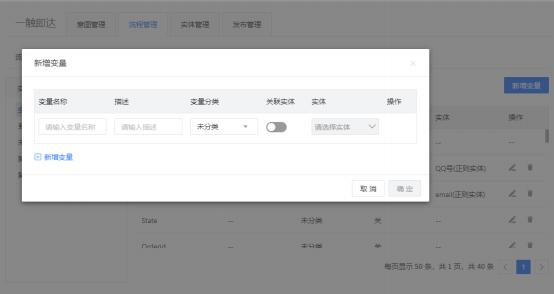 一触即达 意图管理 流程管理 实体管理 发布管理
新增变量
新增变量
变量名称 描述 变量分类 关联实体 实体 操作
请输入变量名称 请输入描述 未分类 请选择实体
新增变量
取消 确定
实体 操作
-- --
QQ号(正则实体)
email(正则实体)
State -- 未分类 关 --
OrderId -- 未分类 关 --
每页显示 50 条，共 1 页，共 40 条 1